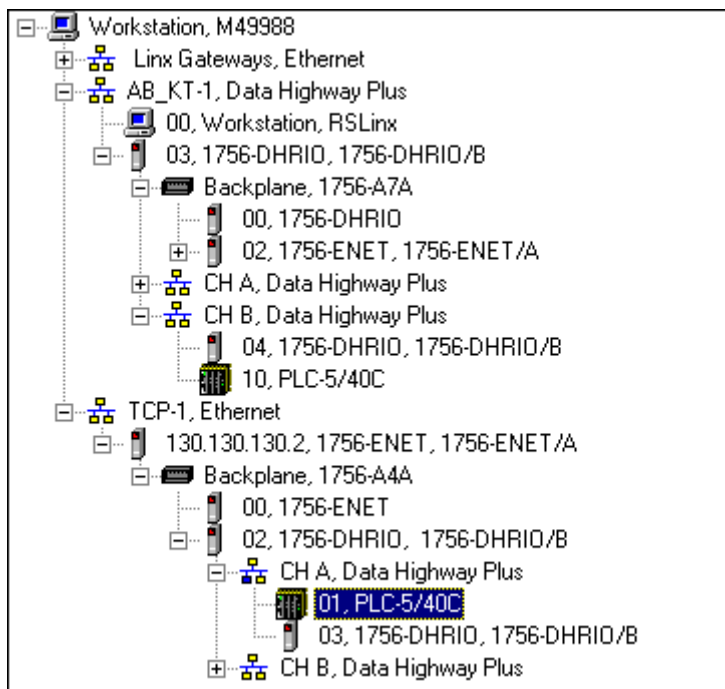 Workstation, M49988
Linx Gateways, Ethernet
AB_KT-1, Data Highway Plus
00, Workstation, RSLinx
03, 1756-DHRIO, 1756-DHRIO/B
Backplane, 1756-A7A
00, 1756-DHRIO
02, 1756-ENET, 1756-ENET/A
CH A, Data Highway Plus
CH B, Data Highway Plus
04, 1756-DHRIO, 1756-DHRIO/B
10, PLC-5/40C
TCP-1, Ethernet
130.130.130.2, 1756-ENET, 1756-ENET/A
Backplane, 1756-A4A
00, 1756-ENET
02, 1756-DHRIO, 1756-DHRIO/B
CH A, Data Highway Plus
01, PLC-5/40C
03, 1756-DHRIO, 1756-DHRIO/B
CH B, Data Highway Plus